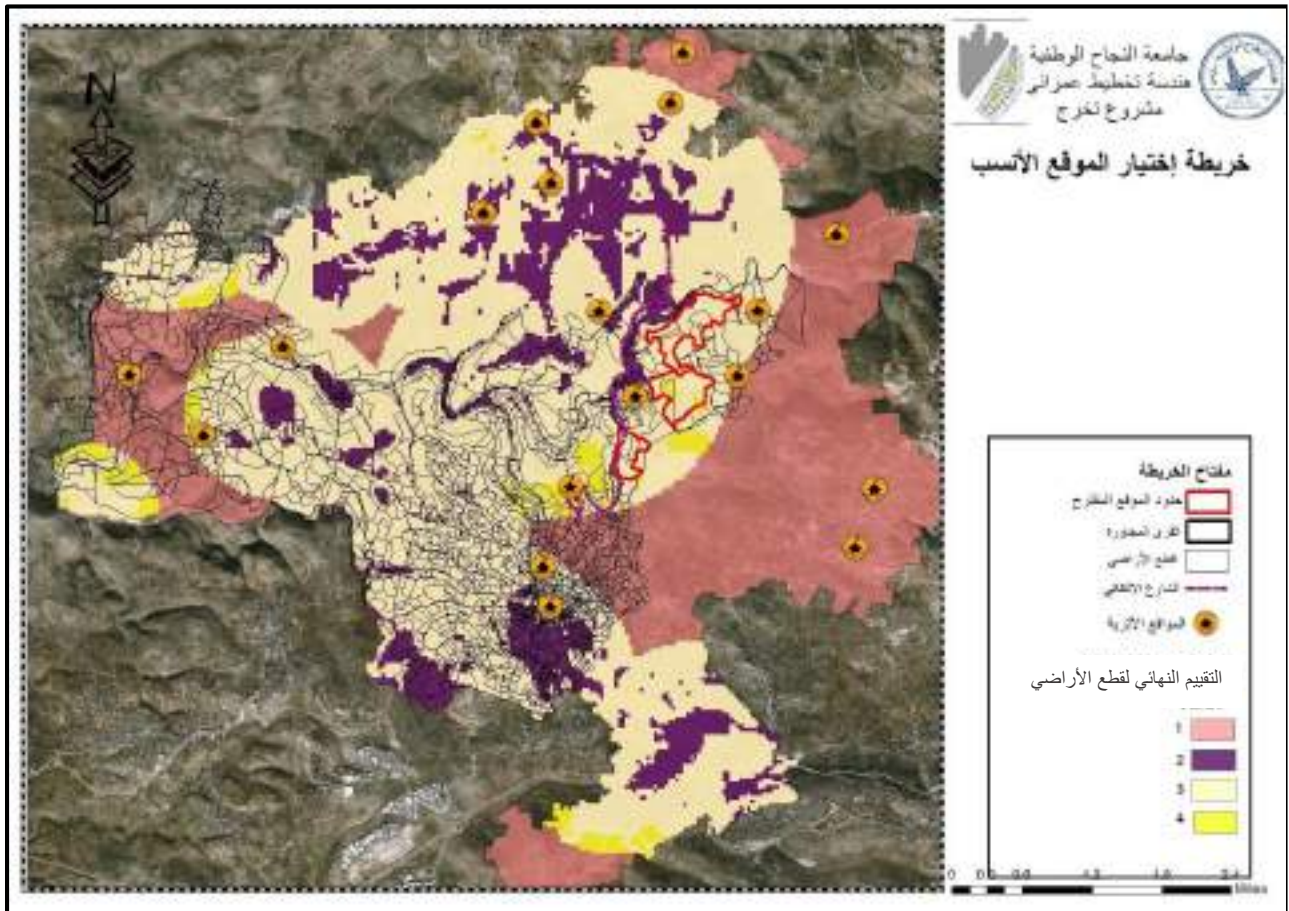 جامعة النجاح الوطنية
هندسة تخطيط عمراني
مشروع تخرج
خريطة إختيار الموقع الأنسب
N
مفتاح الخريطة
حدود الموقع المقترح
القرى المجاورة
قطع الأراضي
الشارع الالتفافي
المواقع الأثرية
التقييم النهائي لقطع الأراضي
1
2
3
4
Miles